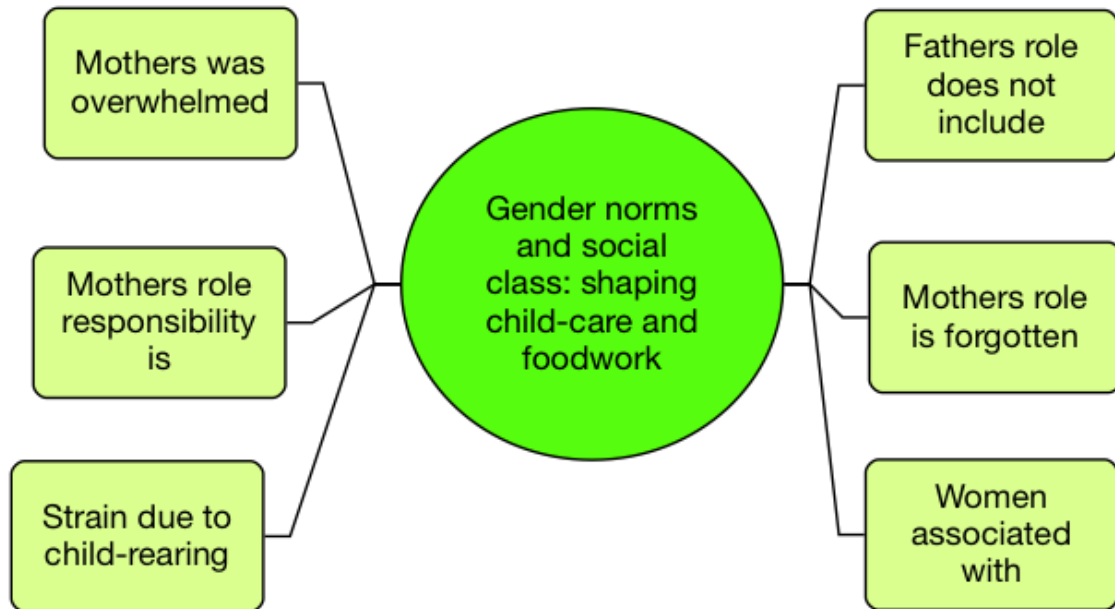 Mothers was
overwhelmed
Mothers role
responsibility
is
Strain due to
child-rearing
Gender norms
and social
class: shaping
child-care and
foodwork
Fathers role
does not
include
Mothers role
is forgotten
Women
associated
with